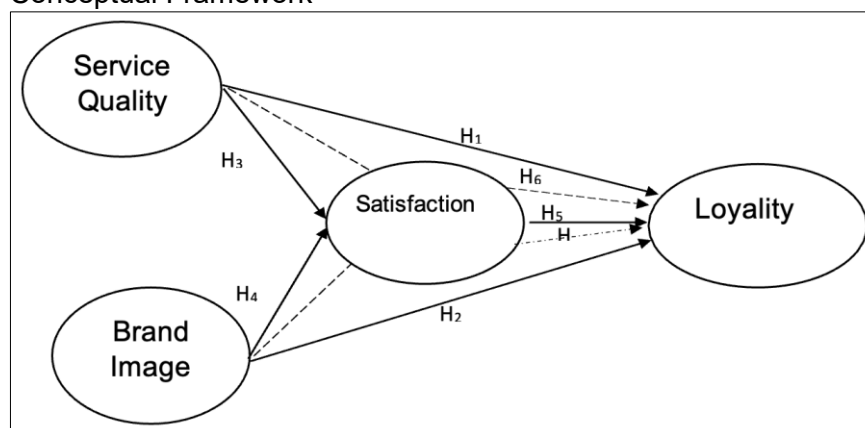 Conceptual Framework
Service
Quality
H₁
H₃
H₆
Satisfaction
H₅
Loyality
H
H₄
H₂
Brand
Image